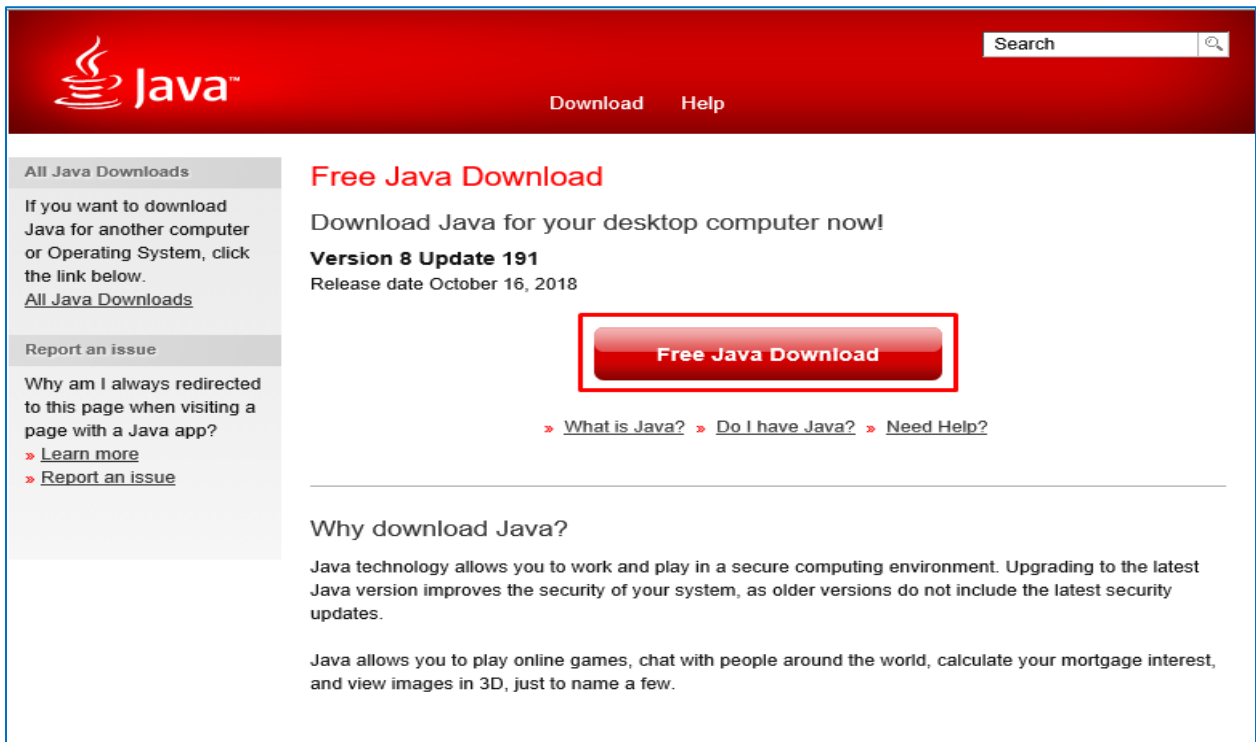 Java™
Search
Download Help
All Java Downloads
If you want to download
Java for another computer
or Operating System, click
the link below.
All Java Downloads
Report an issue
Why am I always redirected
to this page when visiting a
page with a Java app?
» Learn more
» Report an issue
Free Java Download
Download Java for your desktop computer now!
Version 8 Update 191
Release date October 16, 2018
Free Java Download
» What is Java? » Do I have Java? » Need Help?
Why download Java?
Java technology allows you to work and play in a secure computing environment. Upgrading to the latest
Java version improves the security of your system, as older versions do not include the latest security
updates.
Java allows you to play online games, chat with people around the world, calculate your mortgage interest,
and view images in 3D, just to name a few.